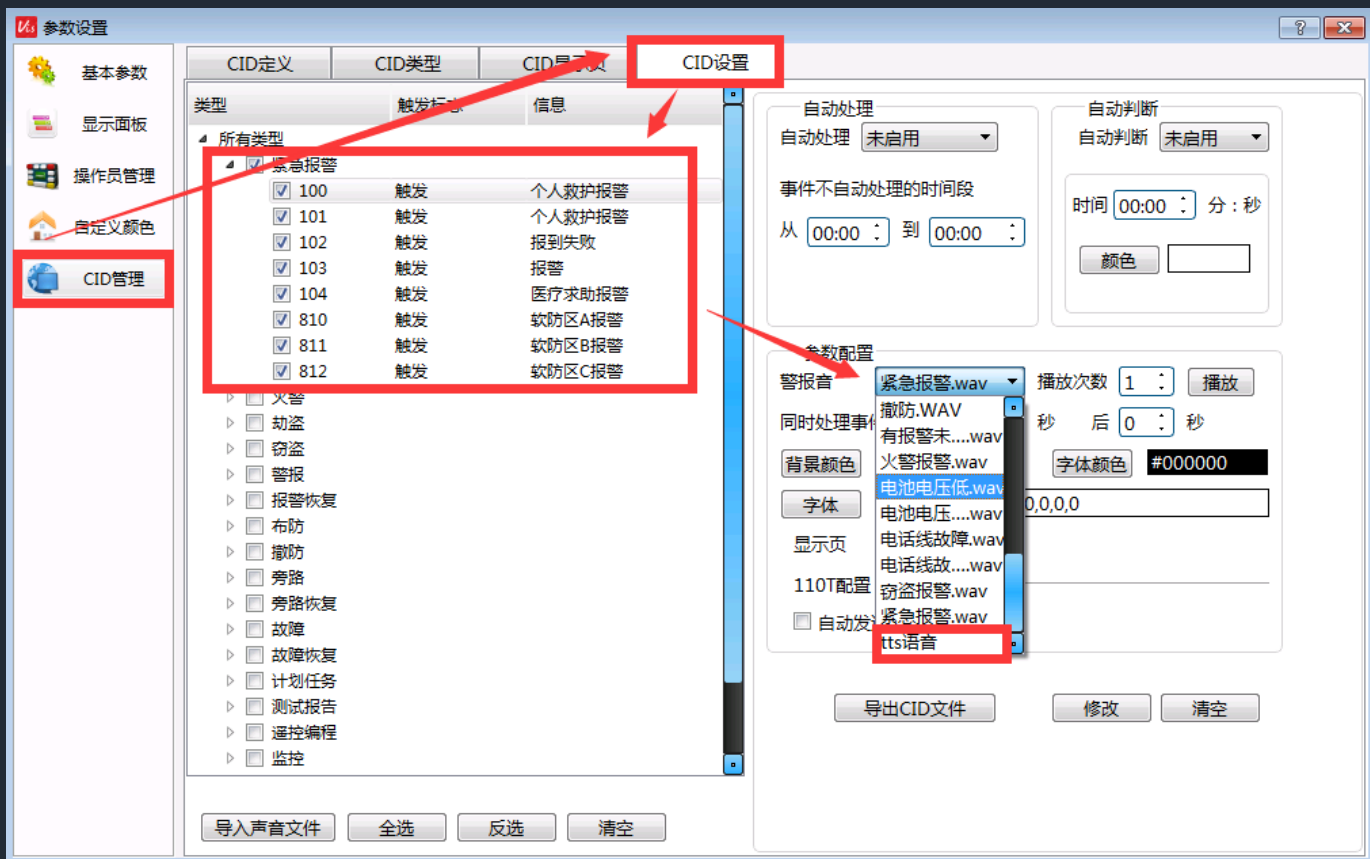 Vis 参数设置
基本参数
显示面板
操作员管理
自定义颜色
CID管理
CID定义 CID类型 CID显示页 CID设置
类型 触发标志 信息
所有类型
紧急报警
100 触发 个人救护报警
101 触发 个人救护报警
102 触发 报到失败
103 触发 报警
104 触发 医疗求助报警
810 触发 软防区A报警
811 触发 软防区B报警
812 触发 软防区C报警
火警
劫盗
窃盗
警报
报警恢复
布防
撤防
旁路
旁路恢复
故障
故障恢复
计划任务
测试报告
遥控编程
监控
导入声音文件 全选 反选 清空
自动处理
自动处理 未启用
事件不自动处理的时间段
从 00:00 到 00:00
自动判断
自动判断 未启用
时间 00:00 分:秒
颜色
参数配置
警报音 紧急报警.wav 播放次数 1 播放
同时处理事件 秒 后 0 秒
背景颜色 字体颜色 #000000
字体 0,0,0,0
显示页
110T配置
自动发
撤防.WAV
有报警未....wav
火警报警.wav
电池电压低.wav
电池电压....wav
电话线故障.wav
电话线故....wav
窃盗报警.wav
紧急报警.wav
tts语音
导出CID文件 修改 清空